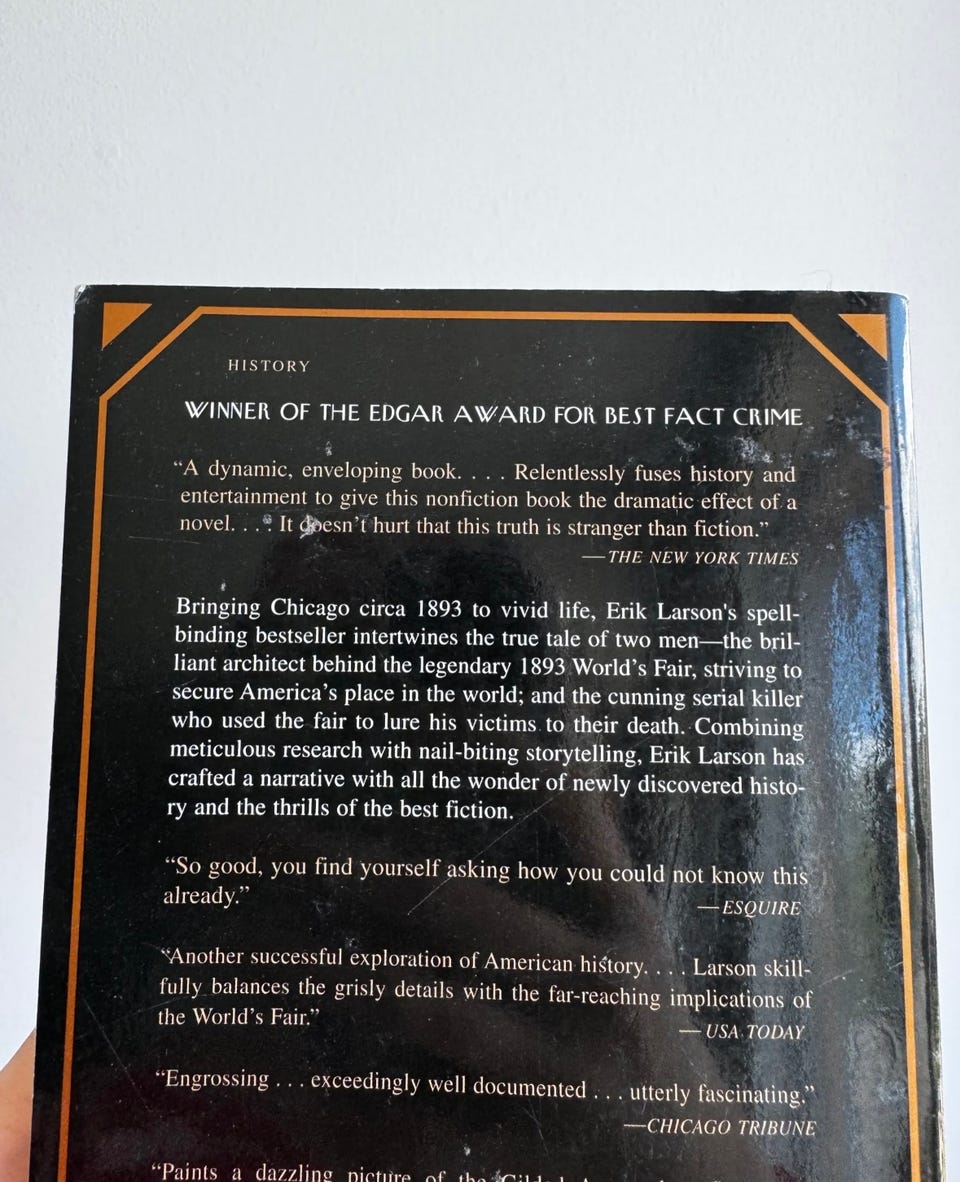 HISTORY
WINNER OF THE EDGAR AWARD FOR BEST FACT CRIME
“A dynamic, enveloping book. . . . Relentlessly fuses history and
entertainment to give this nonfiction book the dramatic effect of a
novel. . . . It doesn’t hurt that this truth is stranger than fiction.”
—THE NEW YORK TIMES
Bringing Chicago circa 1893 to vivid life, Erik Larson's spell-
binding bestseller intertwines the true tale of two men—the bril-
liant architect behind the legendary 1893 World’s Fair, striving to
secure America’s place in the world; and the cunning serial killer
who used the fair to lure his victims to their death. Combining
meticulous research with nail-biting storytelling, Erik Larson has
crafted a narrative with all the wonder of newly discovered histo-
ry and the thrills of the best fiction.
“So good, you find yourself asking how you could not know this
already.”
—ESQUIRE
“Another successful exploration of American history. . . . Larson skill-
fully balances the grisly details with the far-reaching implications of
the World’s Fair.”
—USA TODAY
“Engrossing . . . exceedingly well documented . . . utterly fascinating.”
—CHICAGO TRIBUNE
“Paints a dazzling picture of the